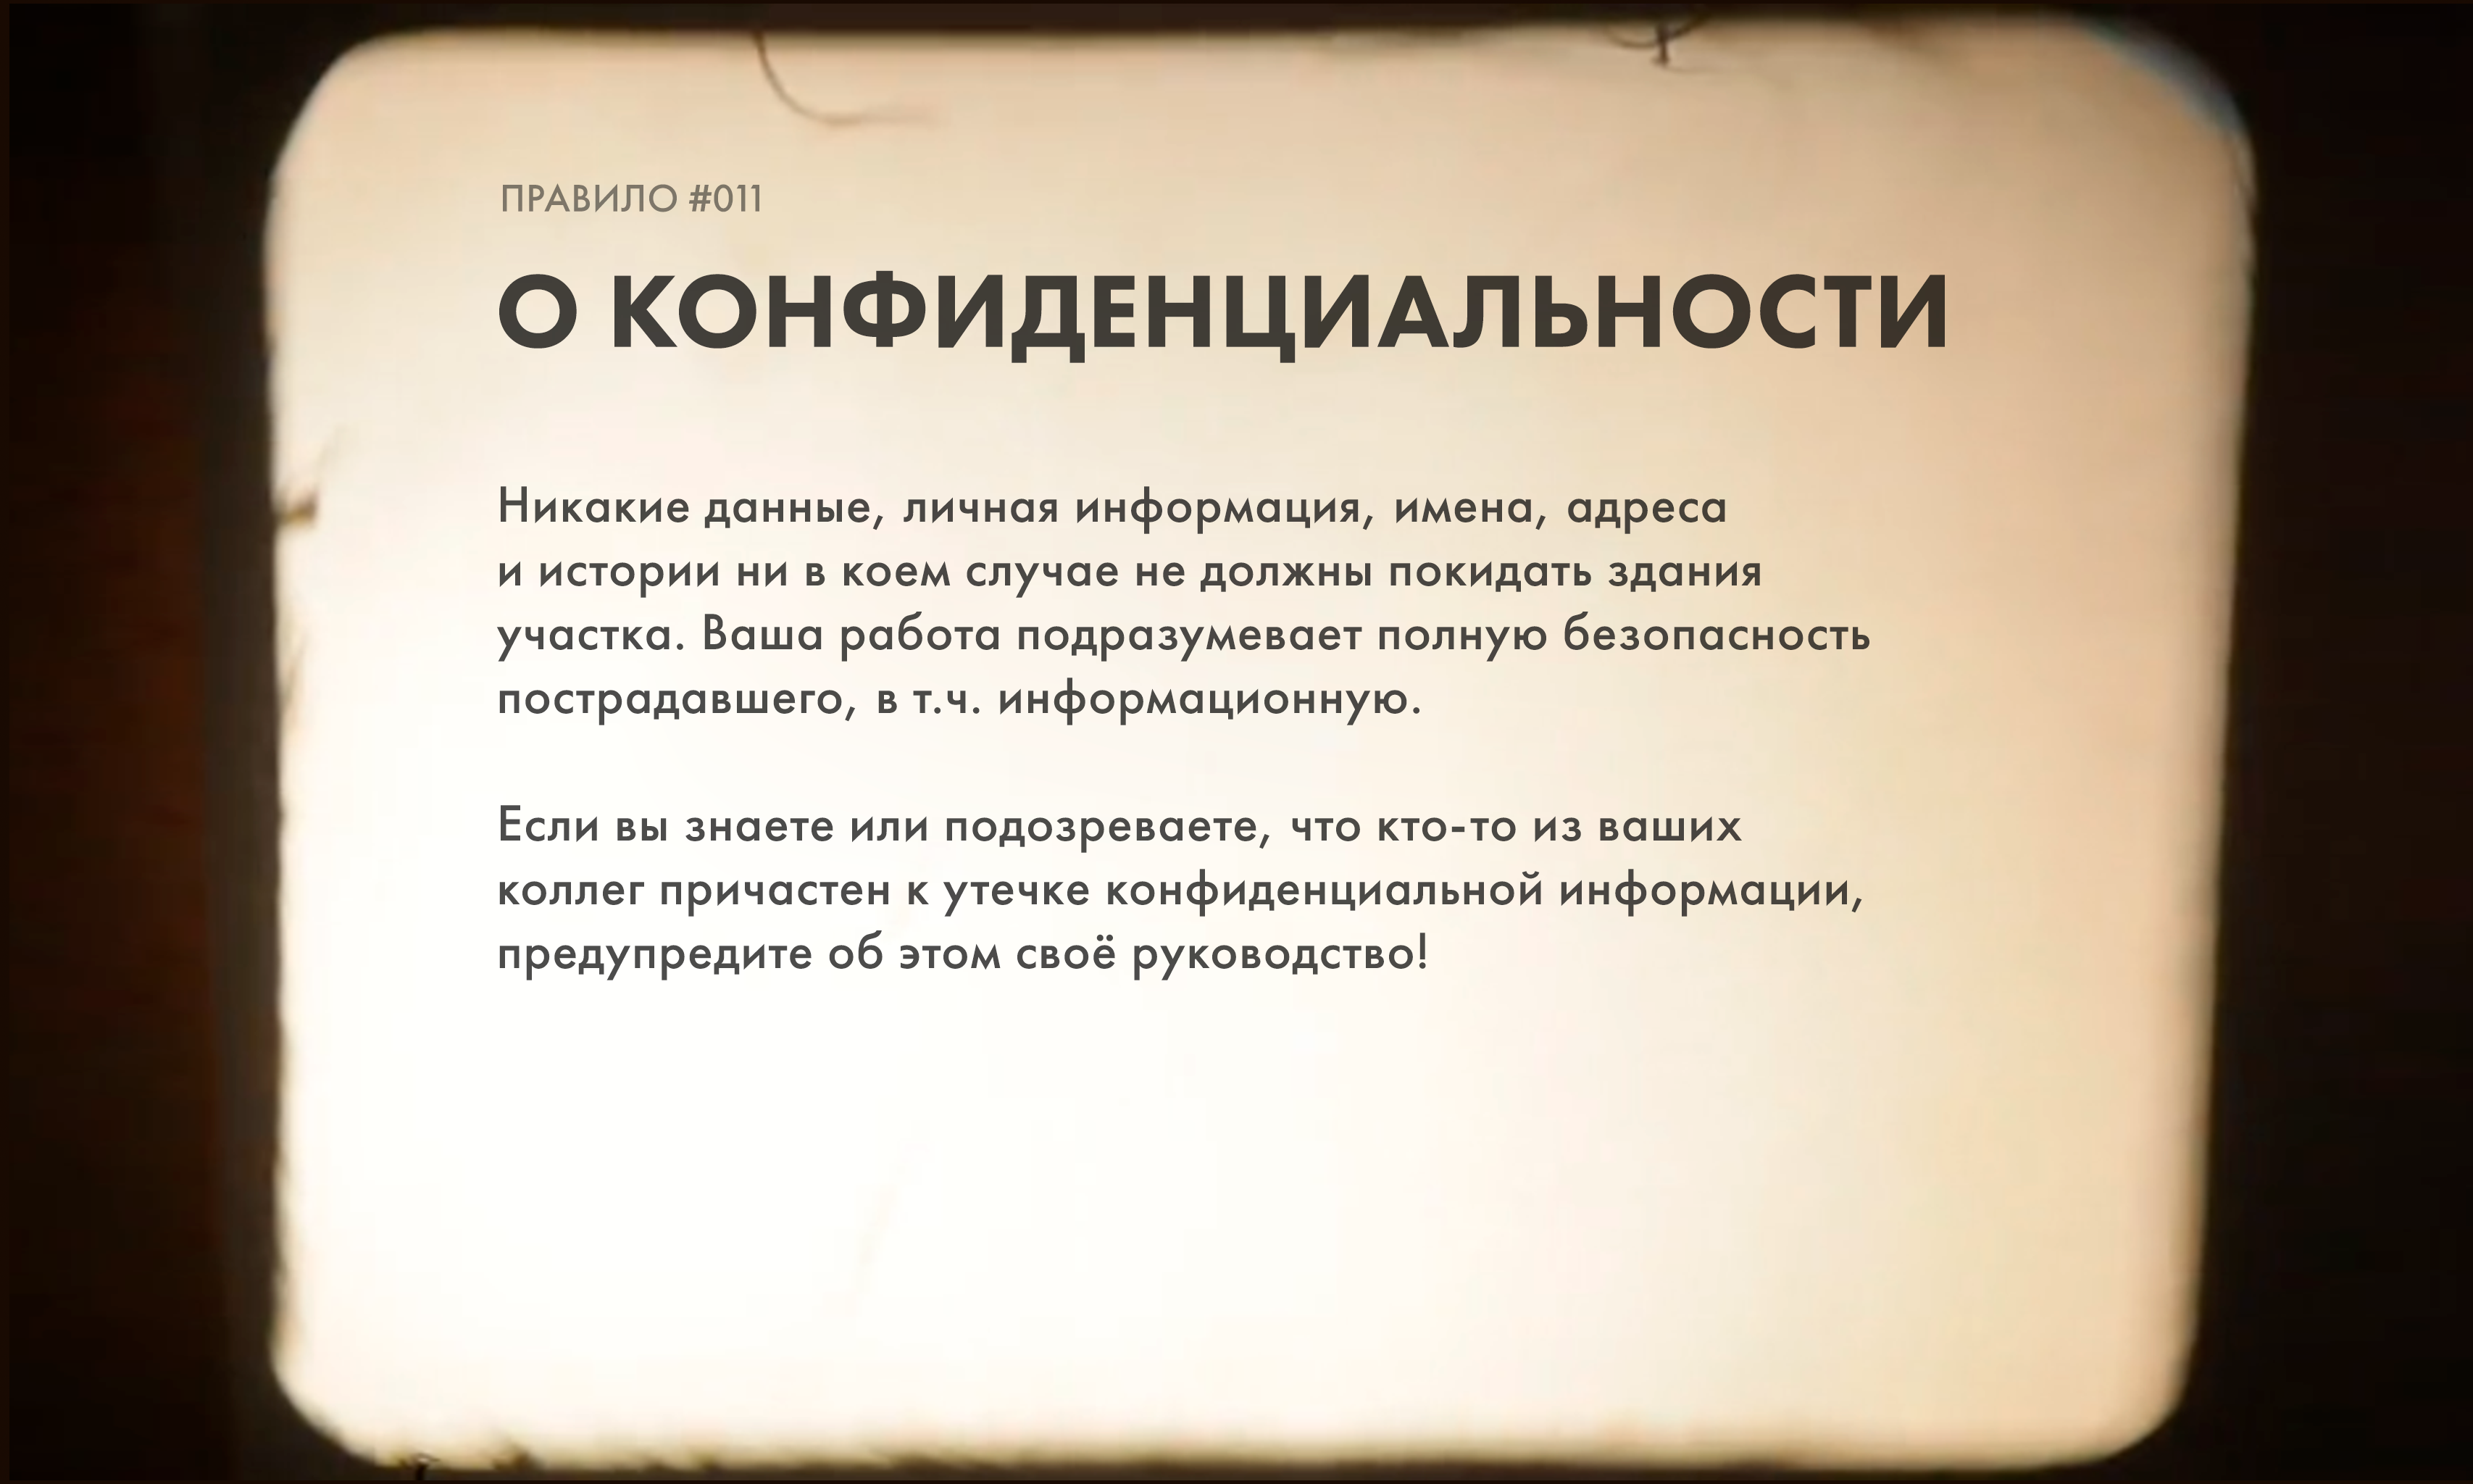 ПРАВИЛО #011
О КОНФИДЕНЦИАЛЬНОСТИ
Никакие данные, личная информация, имена, адреса
и истории ни в коем случае не должны покидать здания
участка. Ваша работа подразумевает полную безопасность
пострадавшего, в т.ч. информационную.
Если вы знаете или подозреваете, что кто-то из ваших
коллег причастен к утечке конфиденциальной информации,
предупредите об этом своё руководство!